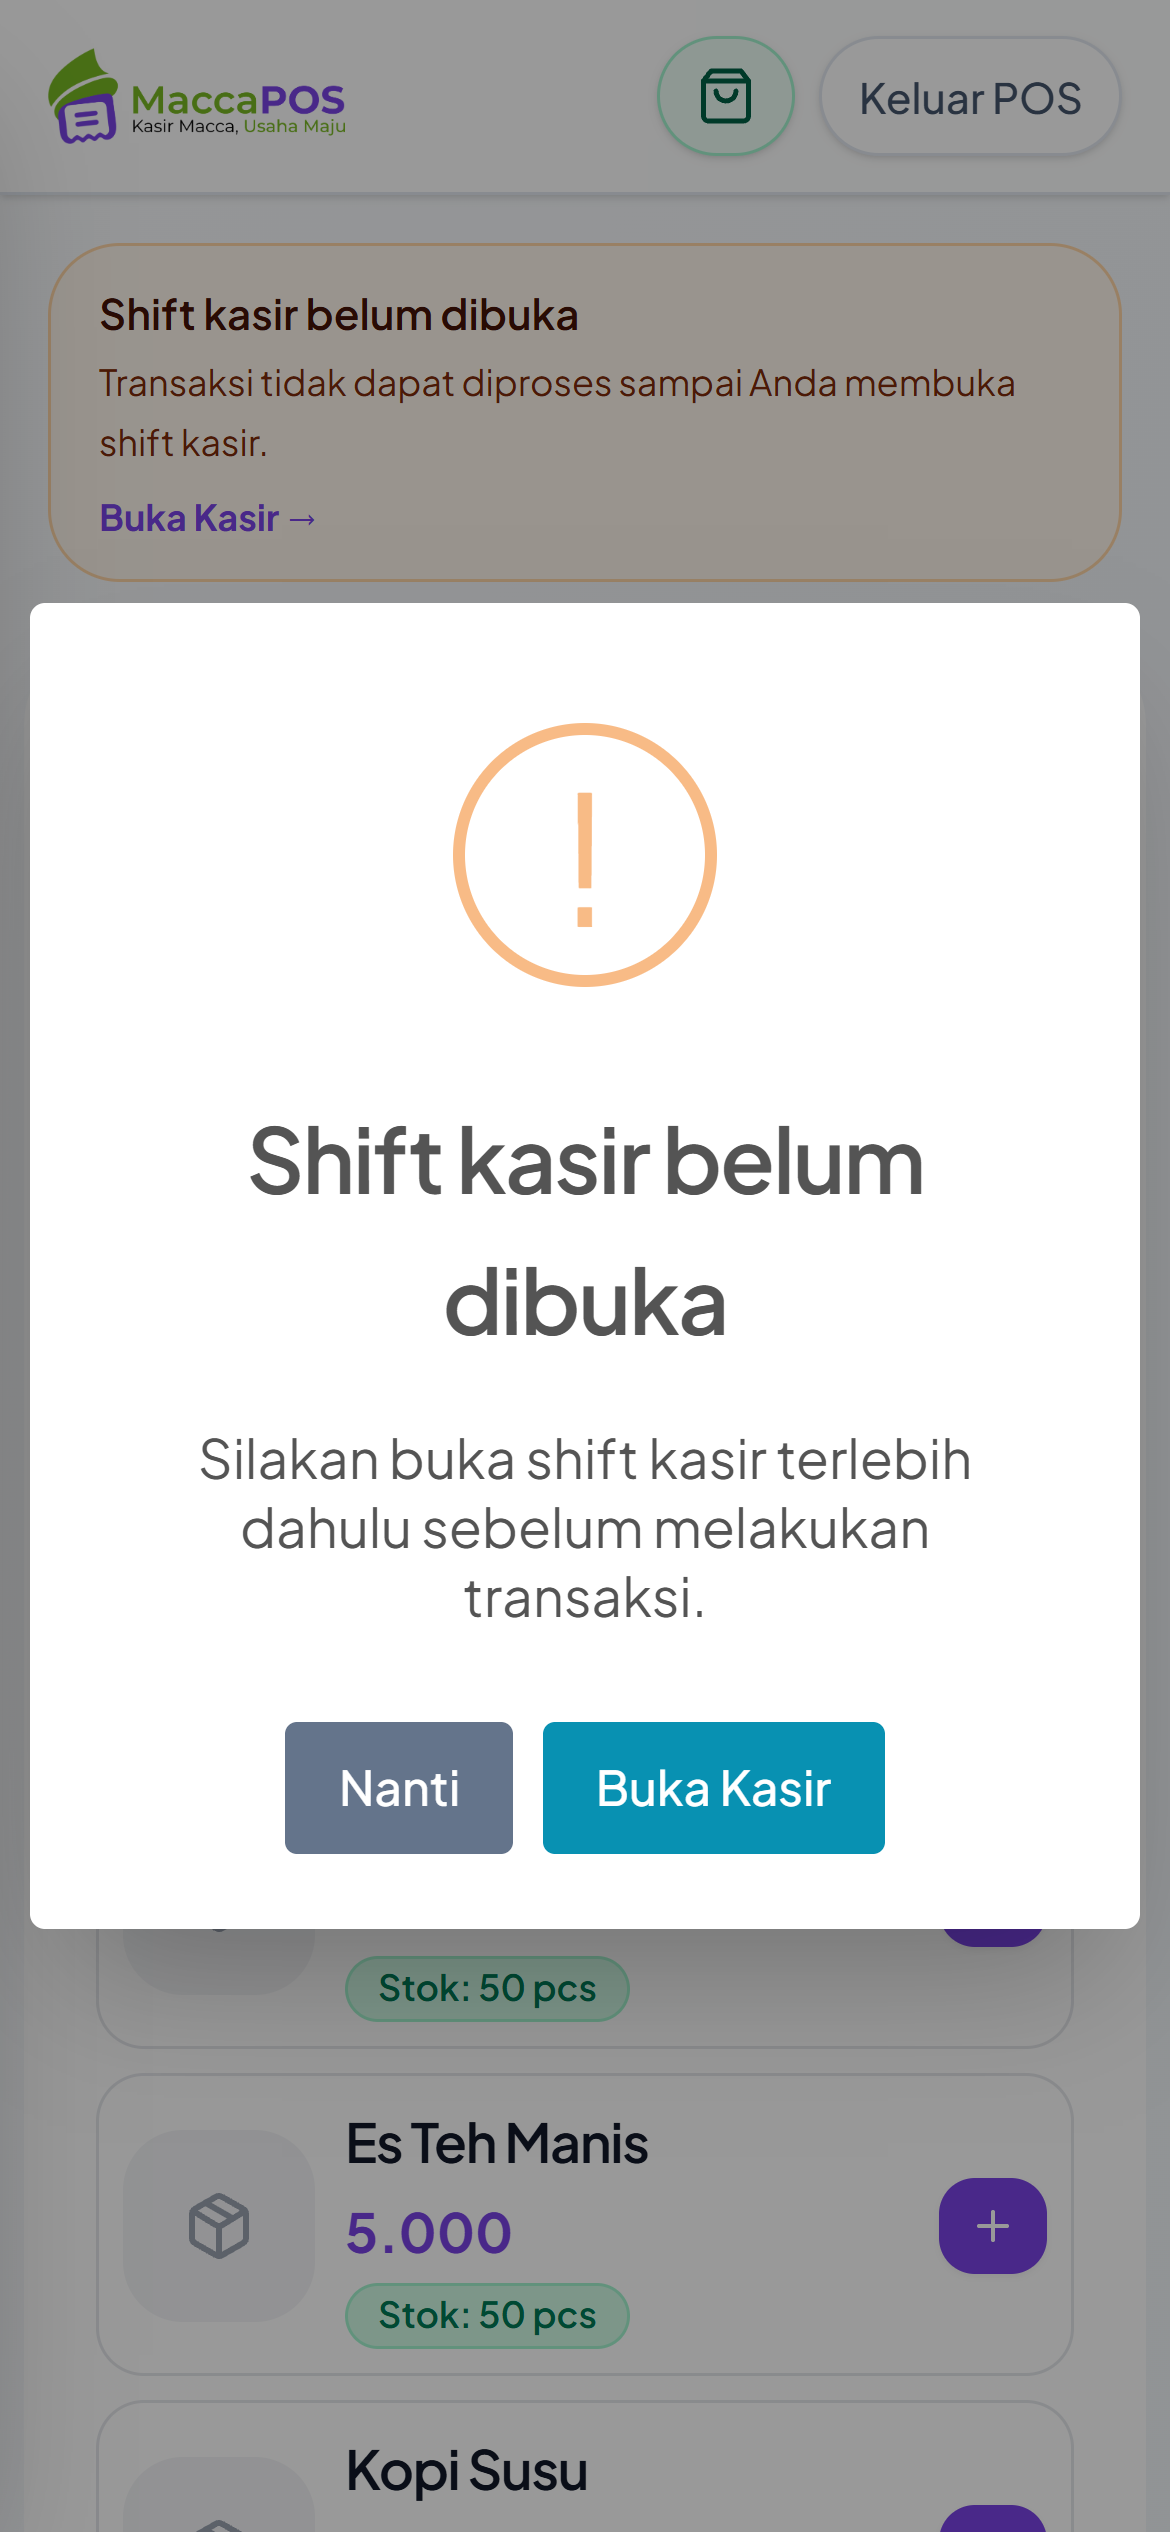 MaccaPOS
Kasir Macca, Usaha Maju
Keluar POS
Shift kasir belum dibuka
Transaksi tidak dapat diproses sampai Anda membuka
shift kasir.
Buka Kasir →
!
Shift kasir belum
dibuka
Silakan buka shift kasir terlebih
dahulu sebelum melakukan
transaksi.
Nanti
Buka Kasir
Stok: 50 pcs
Es Teh Manis
5.000
Stok: 50 pcs
Kopi Susu